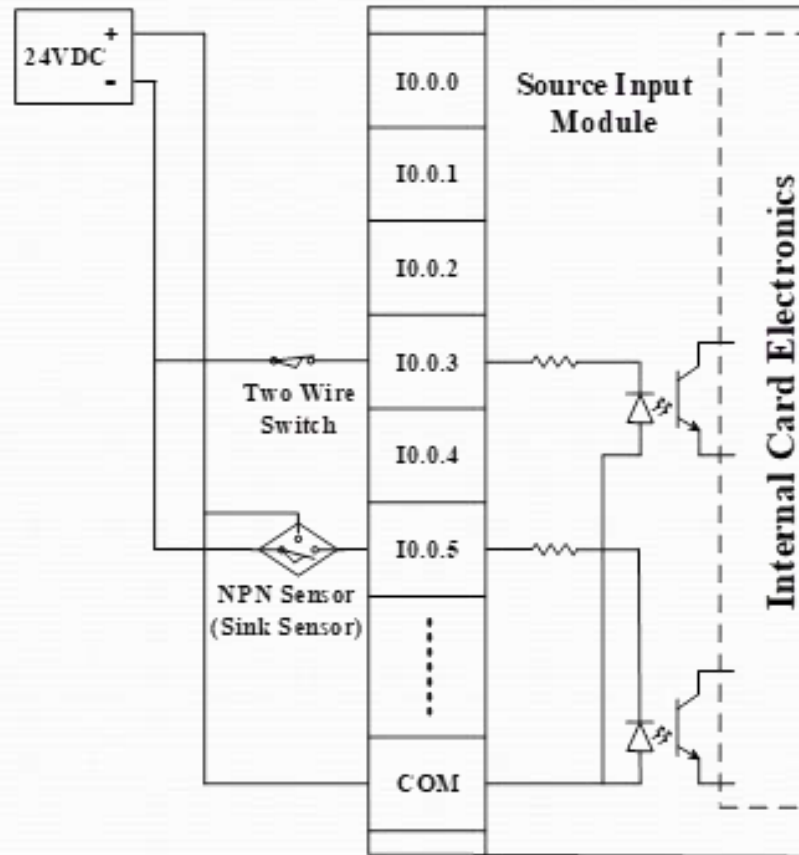 +
24VDC
-
I0.0.0
I0.0.1
I0.0.2
I0.0.3
I0.0.4
I0.0.5
COM
Source Input
Module
Two Wire
Switch
NPN Sensor
(Sink Sensor)
Internal Card Electronics